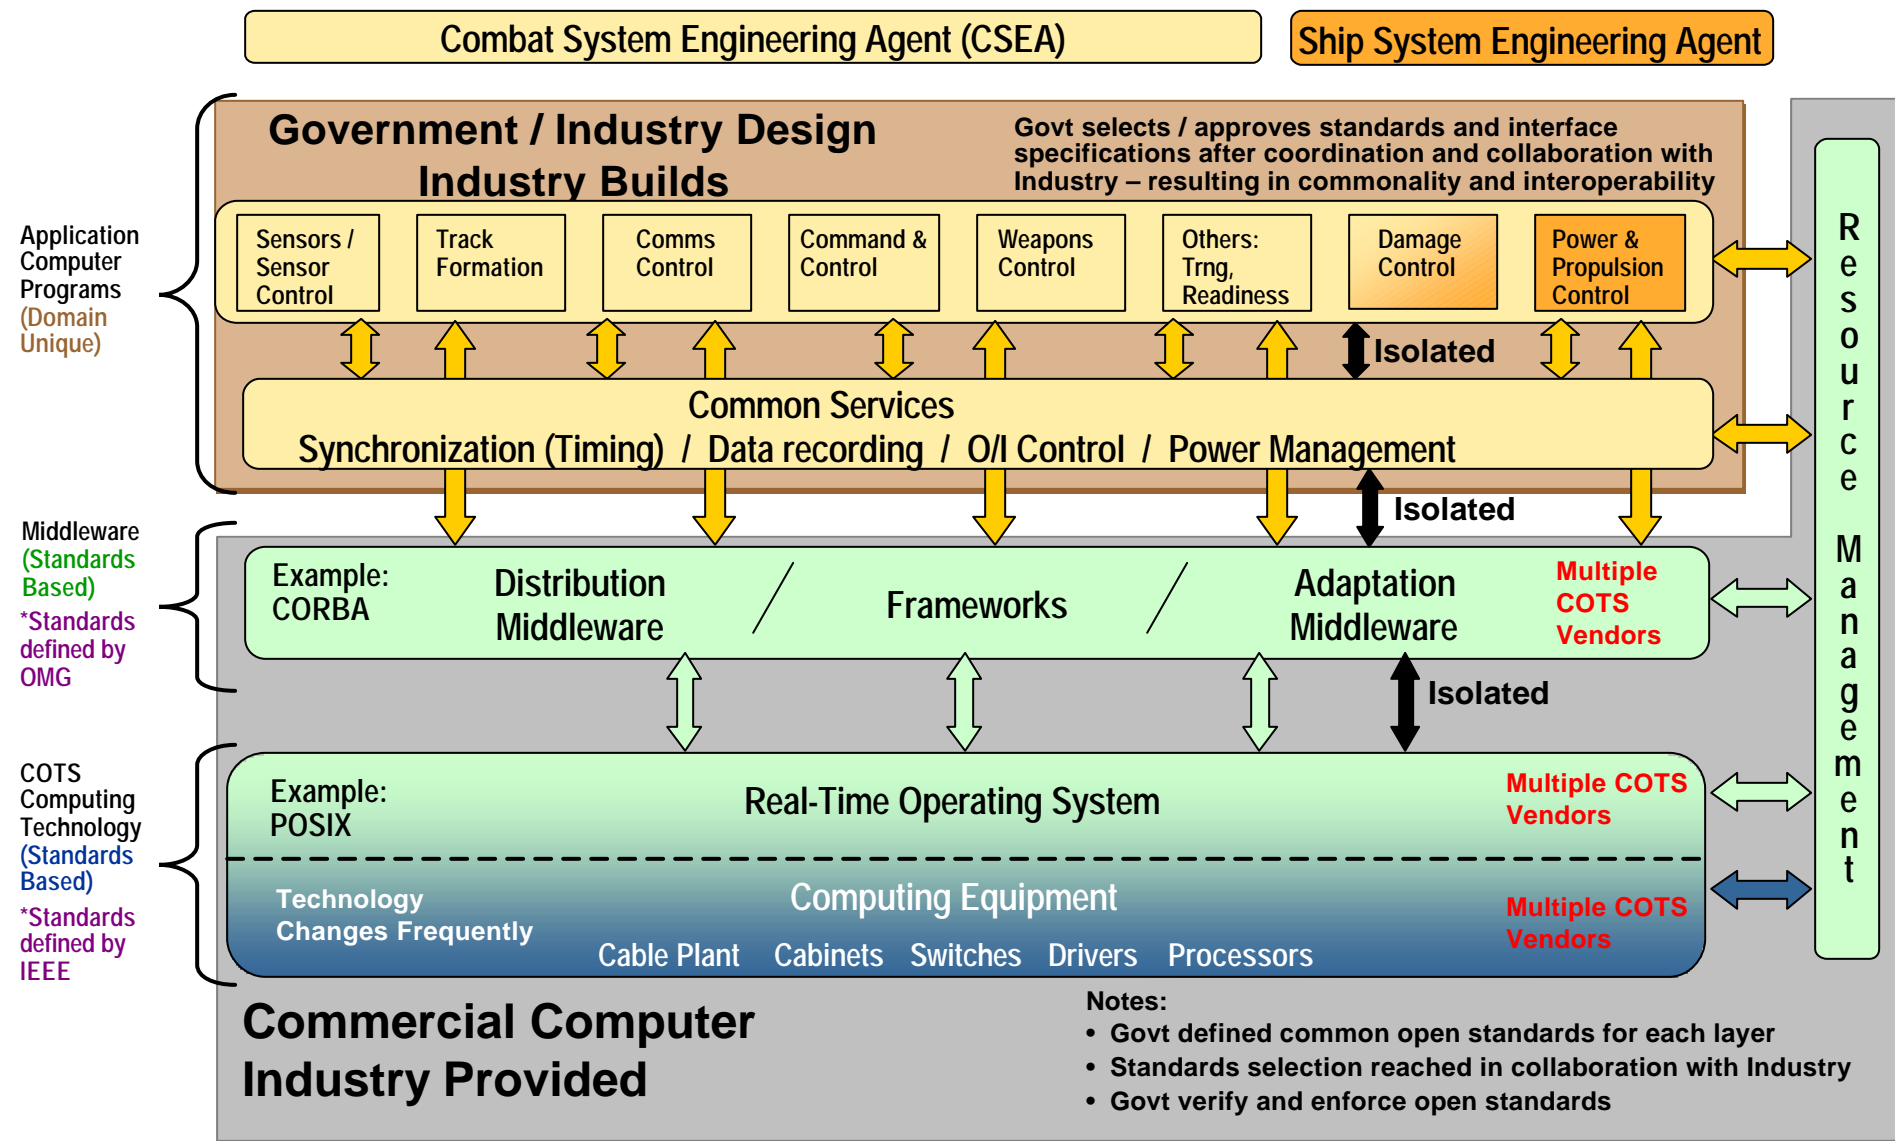 Combat System Engineering Agent (CSEA)
Ship System Engineering Agent
Government / Industry Design
Industry Builds
Govt selects / approves standards and interface
specifications after coordination and collaboration with
Industry – resulting in commonality and interoperability
Application
Computer
Programs
(Domain
Unique)
Sensors /
Sensor
Control
Track
Formation
Comms
Control
Command &
Control
Weapons
Control
Others:
Trng,
Readiness
Damage
Control
Power &
Propulsion
Control
Isolated
Common Services
Synchronization (Timing) / Data recording / O/I Control / Power Management
Isolated
Middleware
(Standards
Based)
*Standards
defined by
OMG
Example:
CORBA
Distribution
Middleware
/
Frameworks
/
Adaptation
Middleware
Multiple
COTS
Vendors
Isolated
COTS
Computing
Technology
(Standards
Based)
*Standards
defined by
IEEE
Example:
POSIX
Real-Time Operating System
Multiple COTS
Vendors
Technology
Changes Frequently
Computing Equipment
Cable Plant Cabinets Switches Drivers Processors
Multiple COTS
Vendors
Resource Management
Commercial Computer
Industry Provided
Notes:
• Govt defined common open standards for each layer
• Standards selection reached in collaboration with Industry
• Govt verify and enforce open standards